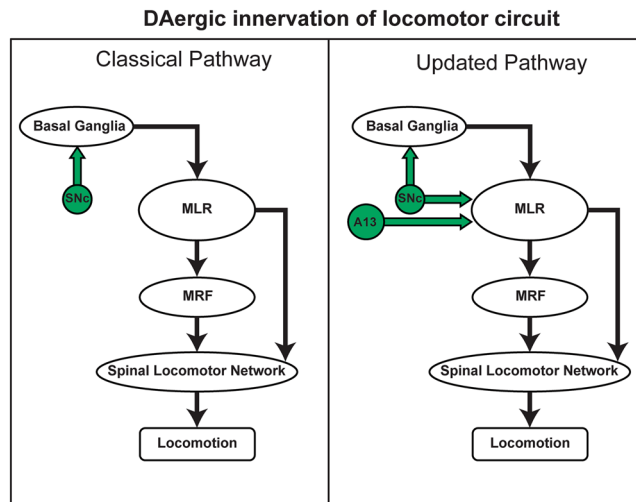 DAergic innervation of locomotor circuit
Classical Pathway
Basal Ganglia
SNc
MLR
MRF
Spinal Locomotor Network
Locomotion
Updated Pathway
Basal Ganglia
SNc
A13
MLR
MRF
Spinal Locomotor Network
Locomotion